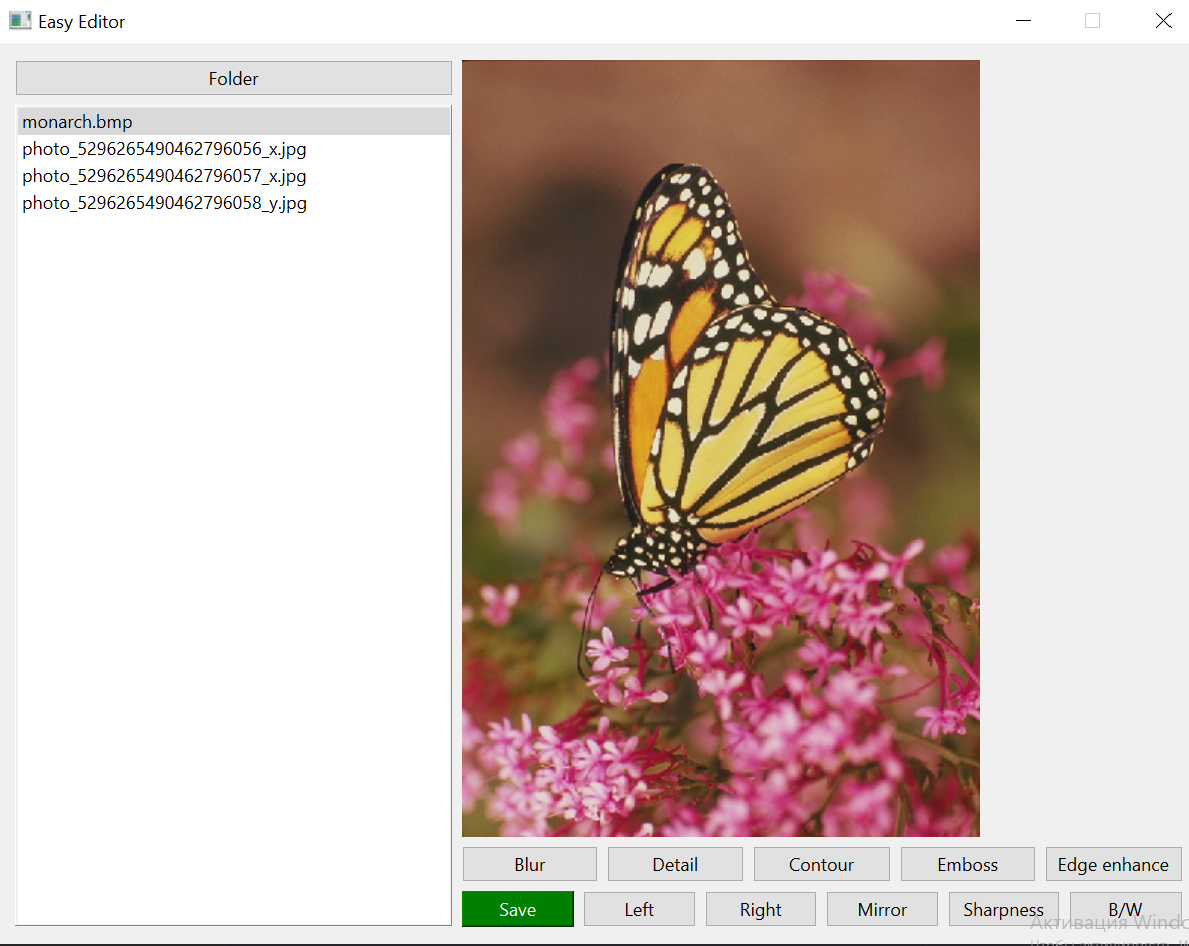 Easy Editor
Folder
monarch.bmp
photo_5296265490462796056_x.jpg
photo_5296265490462796057_x.jpg
photo_5296265490462796058_y.jpg
Blur Detail Contour Emboss Edge enhance
Save Left Right Mirror Sharpness B/W
Активация Windo